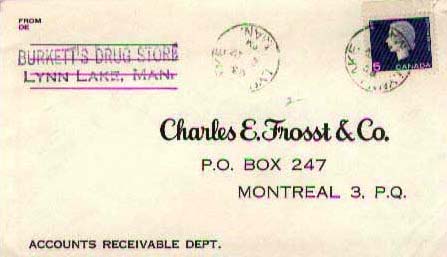 FROM
DE
BURKETT'S DRUG STORE
LYNN LAKE, MAN.
5
CANADA
Charles E. Frosst & Co.
P.O. BOX 247
MONTREAL 3, P.Q.
ACCOUNTS RECEIVABLE DEPT.